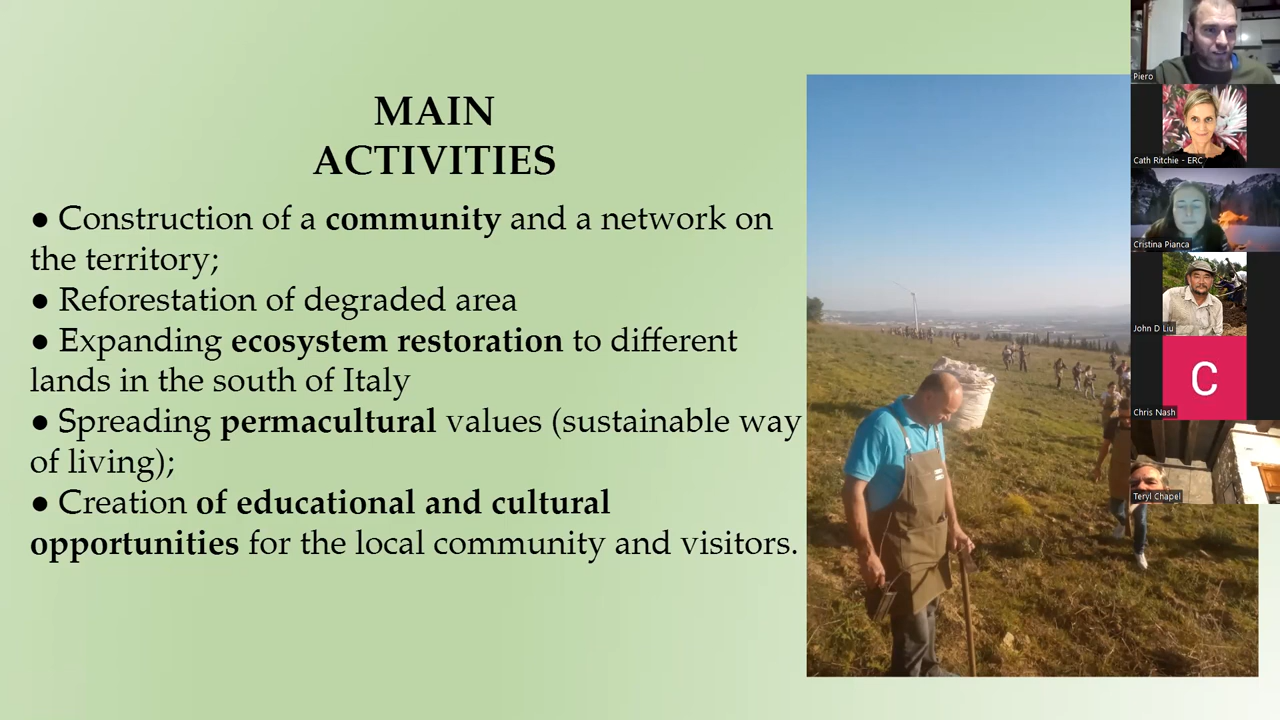 MAIN
ACTIVITIES
● Construction of a community and a network on
the territory;
● Reforestation of degraded area
● Expanding ecosystem restoration to different
lands in the south of Italy
● Spreading permacultural values (sustainable way
of living);
● Creation of educational and cultural
opportunities for the local community and visitors.
Piero
Cath Ritchie - ERC
Cristina Pianca
John D Liu
C
Chris Nash
Teryl Chapel